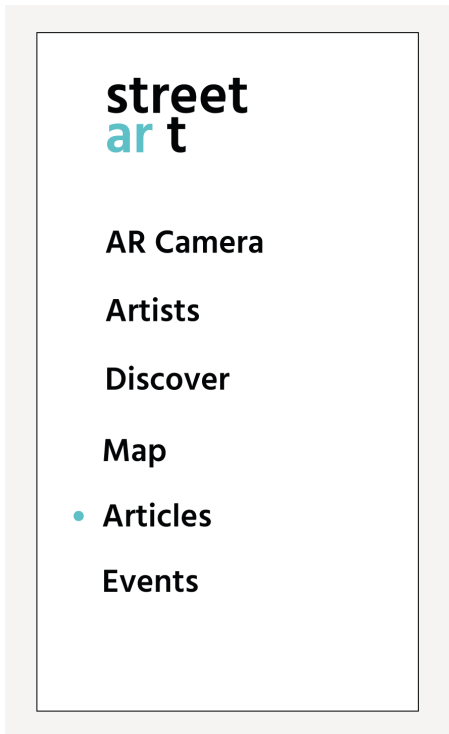 street
ar t
AR Camera
Artists
Discover
Map
Articles
Events